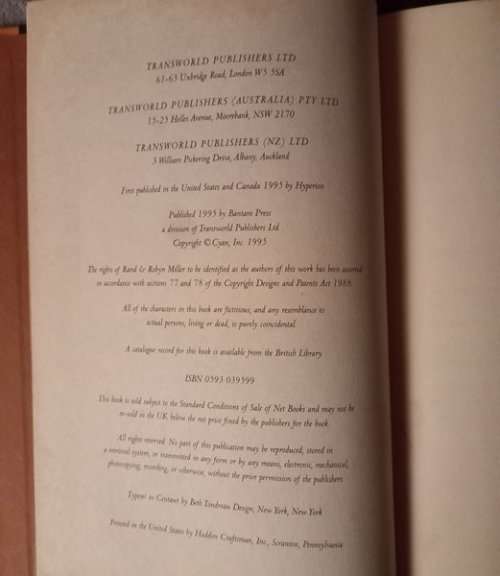 TRANSWORLD PUBLISHERS LTD
61-63 Uxbridge Road, London W5 5SA
TRANSWORLD PUBLISHERS (AUSTRALIA) PTY LTD
15-25 Helles Avenue, Moorebank, NSW 2170
TRANSWORLD PUBLISHERS (NZ) LTD
3 William Pickering Drive, Albany, Auckland
First published in the United States and Canada 1995 by Hyperion
Published 1995 by Bantam Press
a division of Transworld Publishers Ltd
Copyright © Cyan, Inc. 1995
The rights of Rand & Robyn Miller to be identified as the authors of this work has been asserted
in accordance with sections 77 and 78 of the Copyright Designs and Patents Act 1988.
All of the characters in this book are fictitious, and any resemblance to
actual persons, living or dead, is purely coincidental.
A catalogue record for this book is available from the British Library
ISBN 0593 039599
This book is sold subject to the Standard Conditions of Sale of Net Books and may not be
re-sold in the UK below the net price fixed by the publishers for the book.
All rights reserved. No part of this publication may be reproduced, stored in
a retrieval system, or transmitted in any form or by any means, electronic, mechanical,
photocopying, recording, or otherwise, without the prior permission of the publishers
Typeset in Centaur by Beth Tondreau Design, New York, New York
Printed in the United States by Haddon Craftsman, Inc., Scranton, Pennsylvania